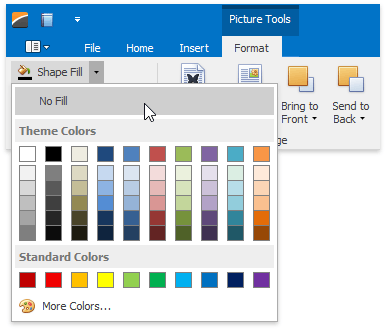 Picture Tools
File Home Insert Format
Shape Fill
No Fill
Bring to Front
Send to Back
Theme Colors
Standard Colors
More Colors...